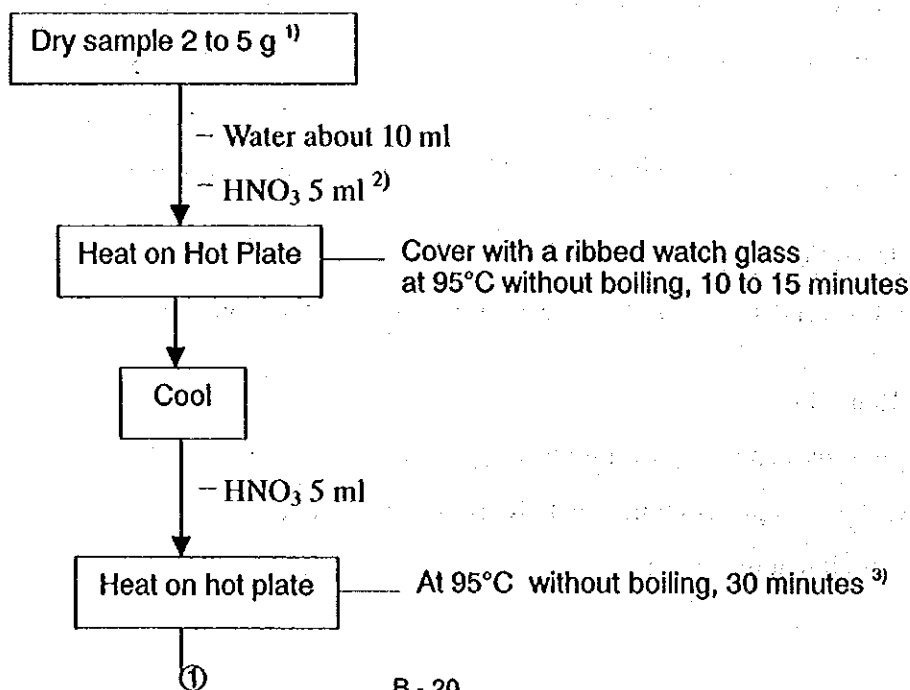 Dry sample 2 to 5 g ¹⁾
– Water about 10 ml
– HNO₃ 5 ml ²⁾
Heat on Hot Plate
Cover with a ribbed watch glass
at 95°C without boiling, 10 to 15 minutes
Cool
– HNO₃ 5 ml
Heat on hot plate
At 95°C without boiling, 30 minutes ³⁾
①
B - 20